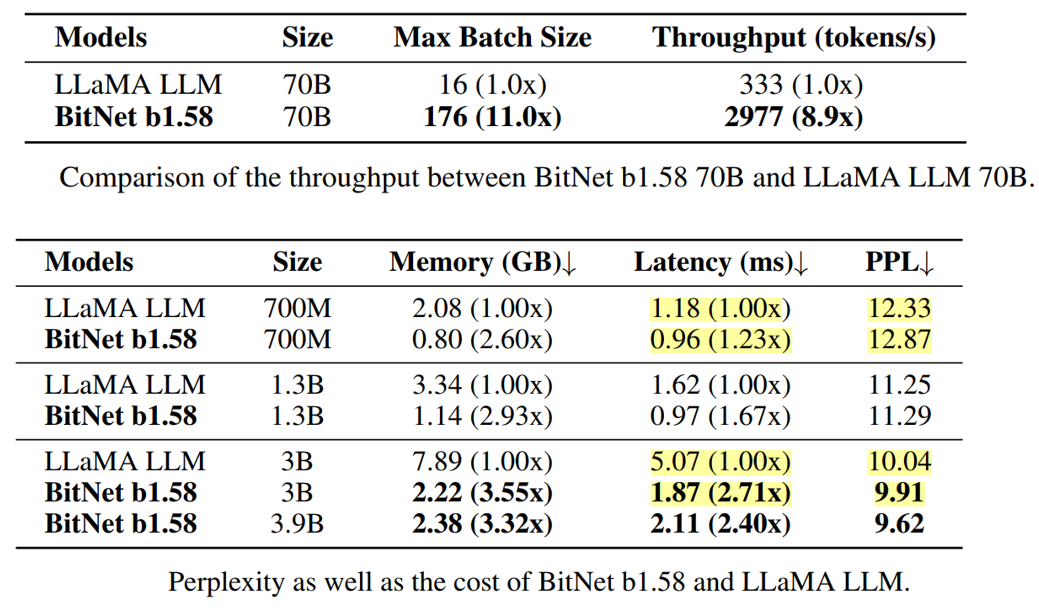 Models Size Max Batch Size Throughput (tokens/s)
LLaMA LLM 70B 16 (1.0x) 333 (1.0x)
BitNet b1.58 70B 176 (11.0x) 2977 (8.9x)
Comparison of the throughput between BitNet b1.58 70B and LLaMA LLM 70B.
Models Size Memory (GB)↓ Latency (ms)↓ PPL↓
LLaMA LLM 700M 2.08 (1.00x) 1.18 (1.00x) 12.33
BitNet b1.58 700M 0.80 (2.60x) 0.96 (1.23x) 12.87
LLaMA LLM 1.3B 3.34 (1.00x) 1.62 (1.00x) 11.25
BitNet b1.58 1.3B 1.14 (2.93x) 0.97 (1.67x) 11.29
LLaMA LLM 3B 7.89 (1.00x) 5.07 (1.00x) 10.04
BitNet b1.58 3B 2.22 (3.55x) 1.87 (2.71x) 9.91
BitNet b1.58 3.9B 2.38 (3.32x) 2.11 (2.40x) 9.62
Perplexity as well as the cost of BitNet b1.58 and LLaMA LLM.